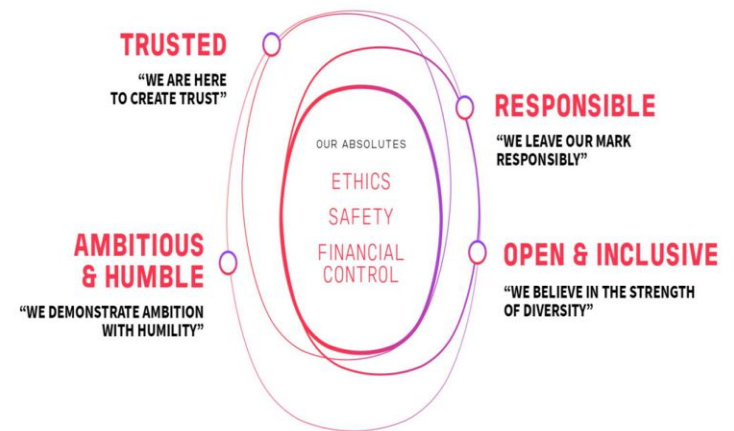 TRUSTED
“WE ARE HERE
TO CREATE TRUST”
RESPONSIBLE
“WE LEAVE OUR MARK
RESPONSIBLY”
OUR ABSOLUTES
ETHICS
SAFETY
FINANCIAL
CONTROL
AMBITIOUS
& HUMBLE
“WE DEMONSTRATE AMBITION
WITH HUMILITY”
OPEN & INCLUSIVE
“WE BELIEVE IN THE STRENGTH
OF DIVERSITY”